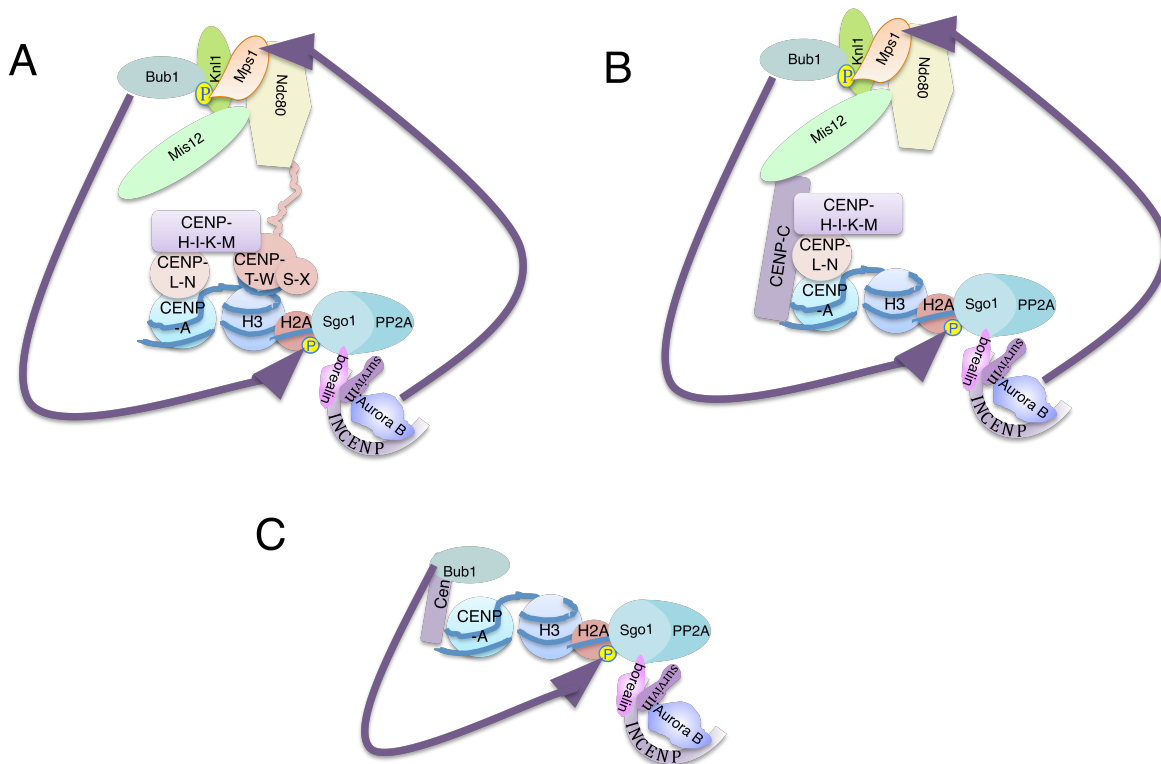 A
Bub1
Knl1
Mps1
P
Ndc80
Mis12
CENP-
H-I-K-M
CENP-
L-N
CENP-
T-W
S-X
CENP
-A
H3
H2A
P
Sgo1
PP2A
borealin
survivin
Aurora B
INCENP
B
Bub1
Knl1
Mps1
P
Ndc80
Mis12
CENP-C
CENP-
H-I-K-M
CENP-
L-N
CENP
-A
H3
H2A
P
Sgo1
PP2A
borealin
survivin
Aurora B
INCENP
C
Bub1
Cen
CENP
-A
H3
H2A
P
Sgo1
PP2A
borealin
survivin
Aurora B
INCENP